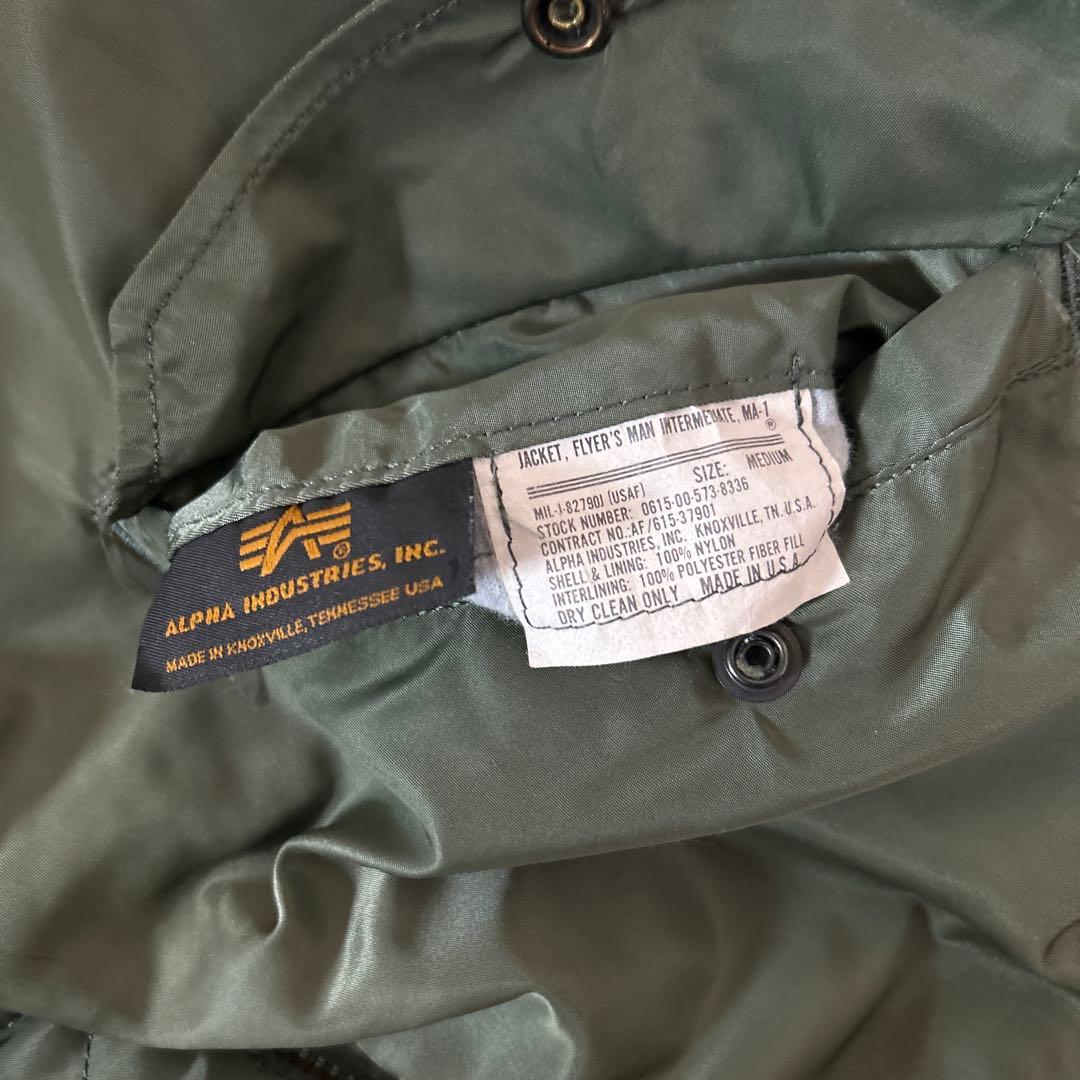 ALPHA INDUSTRIES, INC.
MADE IN KNOXVILLE, TENNESSEE USA
JACKET, FLYER'S MAN INTERMEDIATE, MA-1
®
SIZE: MEDIUM
MIL-J-82790J (USAF)
STOCK NUMBER: 0615-00-573-8336
CONTRACT NO.:AF/615-37901
ALPHA INDUSTRIES, INC. KNOXVILLE, TN. U.S.A.
SHELL & LINING: 100% NYLON
INTERLINING: 100% POLYESTER FIBER FILL
DRY CLEAN ONLY MADE IN U.S.A.